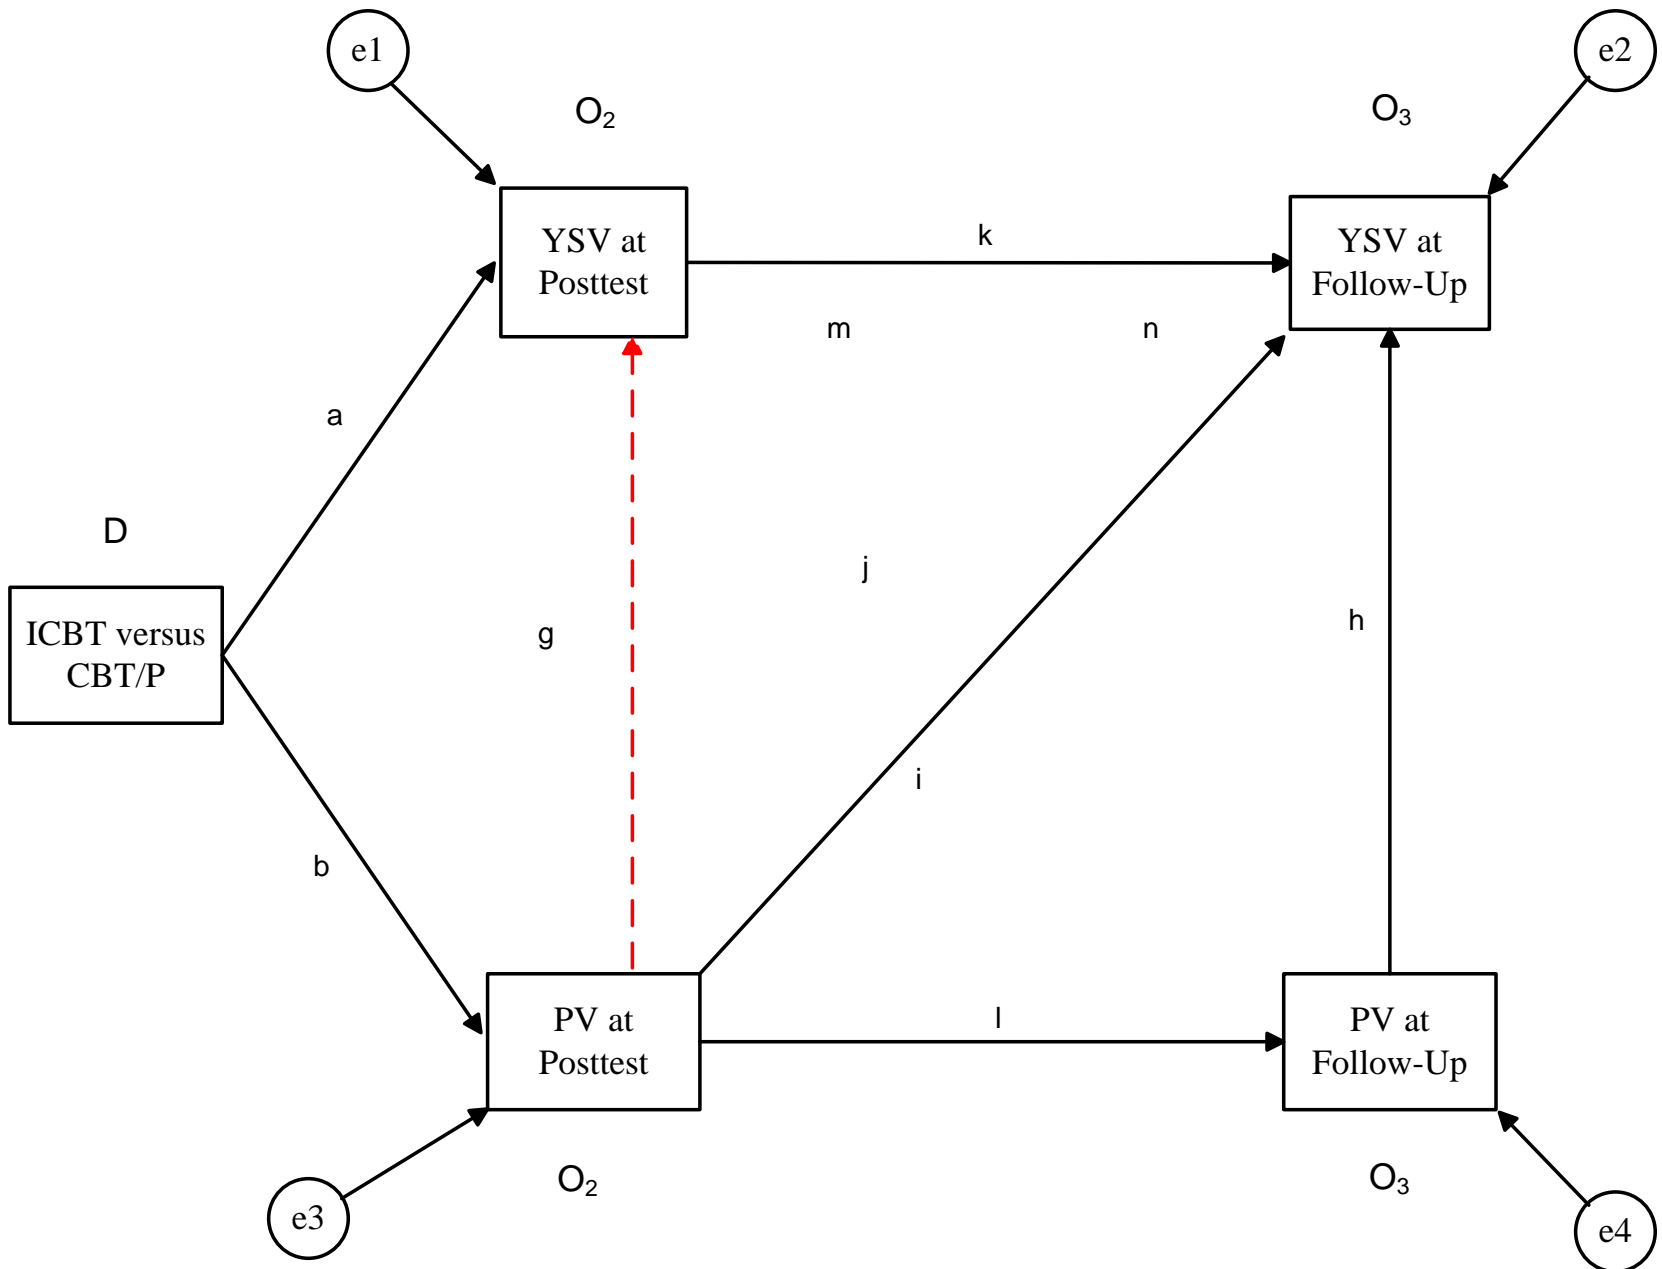 e1
e2
O₂
O₃
YSV at
Posttest
YSV at
Follow-Up
k
m
n
a
D
j
g
h
ICBT versus
CBT/P
i
b
l
PV at
Posttest
PV at
Follow-Up
O₂
O₃
e3
e4